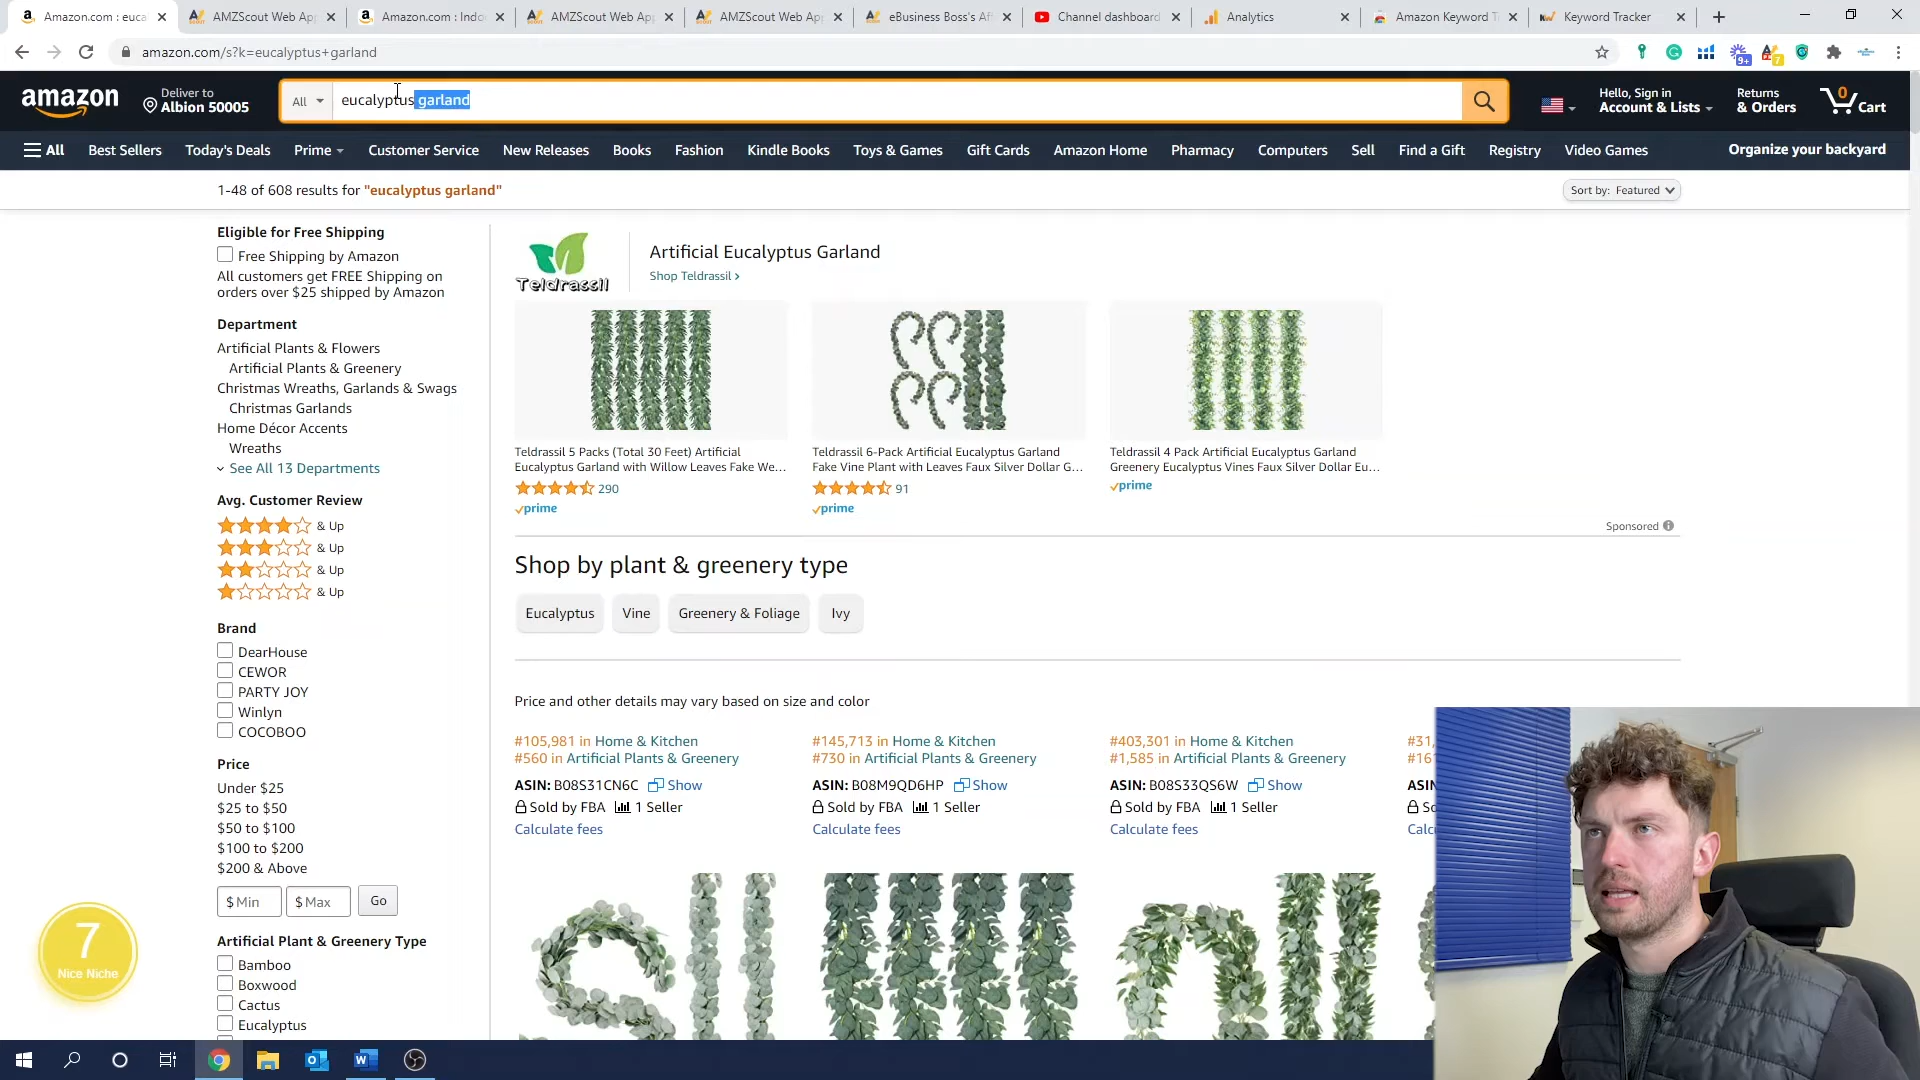 Amazon.com : euca
AMZScout Web Ap
Amazon.com : Indo
AMZScout Web Ap
AMZScout Web Ap
eBusiness Boss's Af
Channel dashboard
Analytics
Amazon Keyword T
Keyword Tracker
amazon.com/s?k=eucalyptus+garland
9+
7
amazon
Deliver to
Albion 50005
All
eucalyptus garland
Hello, Sign in
Account & Lists
Returns
& Orders
0
Cart
All
Best Sellers
Today's Deals
Prime
Customer Service
New Releases
Books
Fashion
Kindle Books
Toys & Games
Gift Cards
Amazon Home
Pharmacy
Computers
Sell
Find a Gift
Registry
Video Games
Organize your backyard
1-48 of 608 results for "eucalyptus garland"
Sort by: Featured
Eligible for Free Shipping
Free Shipping by Amazon
All customers get FREE Shipping on
orders over $25 shipped by Amazon
Department
Artificial Plants & Flowers
Artificial Plants & Greenery
Christmas Wreaths, Garlands & Swags
Christmas Garlands
Home Décor Accents
Wreaths
See All 13 Departments
Avg. Customer Review
& Up
& Up
& Up
& Up
Brand
DearHouse
CEWOR
PARTY JOY
Winlyn
COCOBOO
Price
Under $25
$25 to $50
$50 to $100
$100 to $200
$200 & Above
$ Min
$ Max
Go
Artificial Plant & Greenery Type
Bamboo
Boxwood
Cactus
Eucalyptus
7
Nice Niche
Teldrassil
Artificial Eucalyptus Garland
Shop Teldrassil ›
Teldrassil 5 Packs (Total 30 Feet) Artificial
Eucalyptus Garland with Willow Leaves Fake We...
290
prime
Teldrassil 6-Pack Artificial Eucalyptus Garland
Fake Vine Plant with Leaves Faux Silver Dollar G...
91
prime
Teldrassil 4 Pack Artificial Eucalyptus Garland
Greenery Eucalyptus Vines Faux Silver Dollar Eu...
prime
Sponsored
Shop by plant & greenery type
Eucalyptus
Vine
Greenery & Foliage
Ivy
Price and other details may vary based on size and color
#105,981 in Home & Kitchen
#560 in Artificial Plants & Greenery
ASIN: B08S31CN6C Show
Sold by FBA 1 Seller
Calculate fees
#145,713 in Home & Kitchen
#730 in Artificial Plants & Greenery
ASIN: B08M9QD6HP Show
Sold by FBA 1 Seller
Calculate fees
#403,301 in Home & Kitchen
#1,585 in Artificial Plants & Greenery
ASIN: B08S33QS6W Show
Sold by FBA 1 Seller
Calculate fees
#31,
#161
ASIN
So
Calc